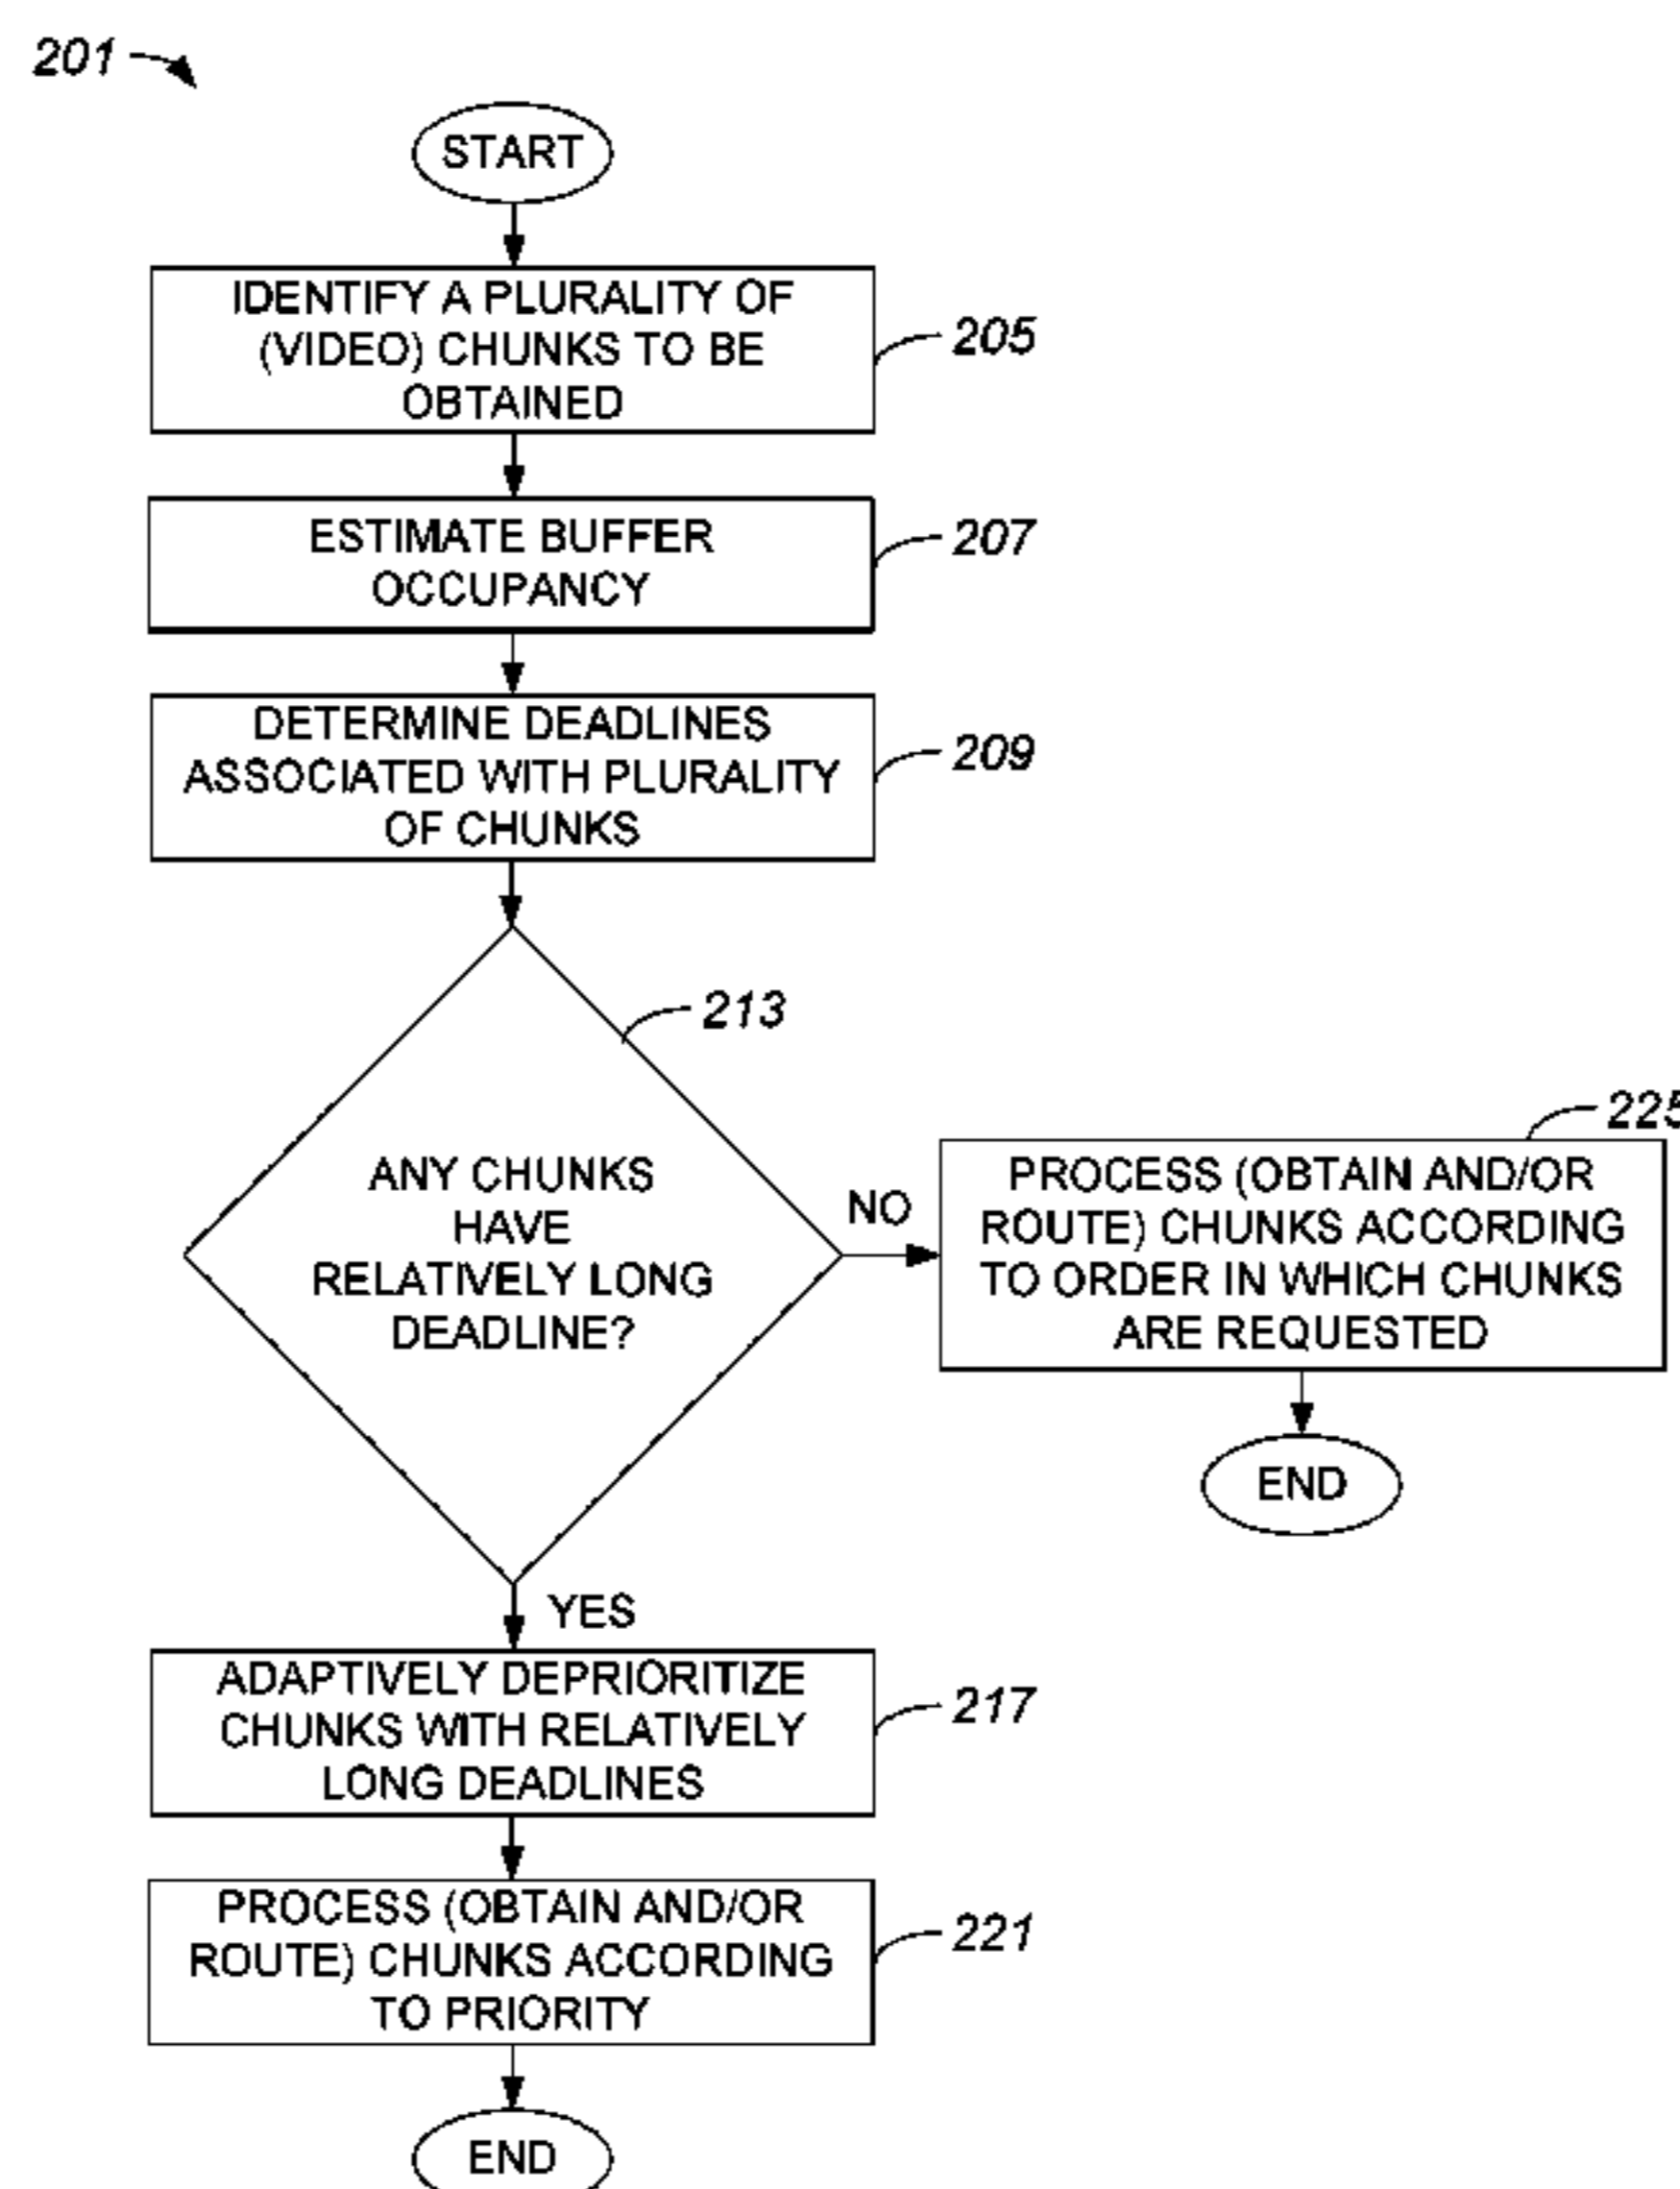 201
START
IDENTIFY A PLURALITY OF
(VIDEO) CHUNKS TO BE
OBTAINED
205
ESTIMATE BUFFER
OCCUPANCY
207
DETERMINE DEADLINES
ASSOCIATED WITH PLURALITY
OF CHUNKS
209
213
ANY CHUNKS
HAVE
RELATIVELY LONG
DEADLINE?
NO
225
PROCESS (OBTAIN AND/OR
ROUTE) CHUNKS ACCORDING
TO ORDER IN WHICH CHUNKS
ARE REQUESTED
END
YES
ADAPTIVELY DEPRIORITIZE
CHUNKS WITH RELATIVELY
LONG DEADLINES
217
PROCESS (OBTAIN AND/OR
ROUTE) CHUNKS ACCORDING
TO PRIORITY
221
END